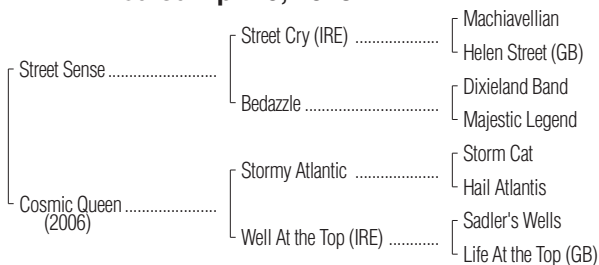 Machiavellian
Street Cry (IRE) ....................
Helen Street (GB)
Street Sense ..........................
Dixieland Band
Bedazzle ................................
Majestic Legend
Storm Cat
Stormy Atlantic ....................
Hail Atlantis
Cosmic Queen ......................
(2006)
Sadler's Wells
Well At the Top (IRE) ............
Life At the Top (GB)